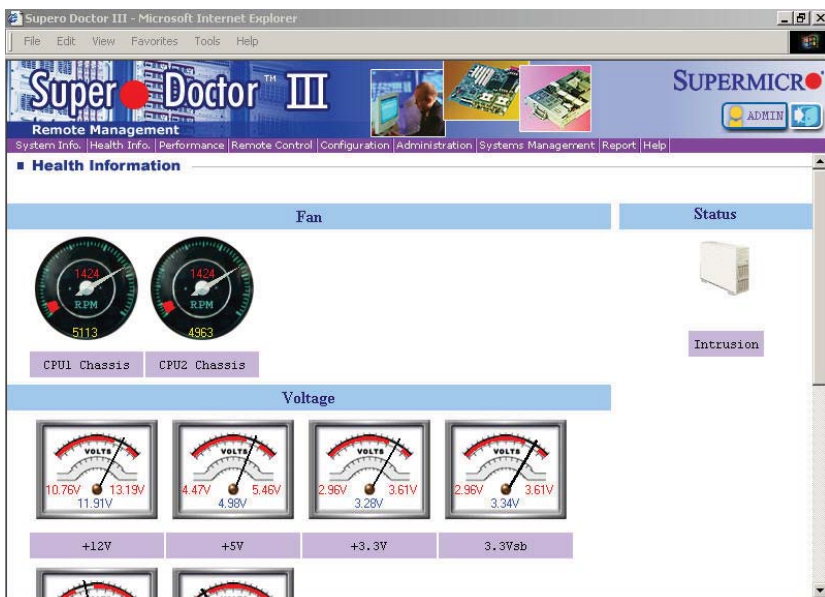 Supero Doctor III - Microsoft Internet Explorer
File Edit View Favorites Tools Help
Super Doctor™ III
SUPERMICR
Remote Management
ADMIN
System Info. | Health Info. | Performance | Remote Control | Configuration | Administration | Systems Management | Report | Help
Health Information
Fan
Status
1424
RPM
5113
1424
RPM
4963
CPU1 Chassis
CPU2 Chassis
Intrusion
Voltage
VOLTS
10.76V 13.19V
11.91V
VOLTS
4.47V 5.46V
4.98V
VOLTS
2.96V 3.61V
3.28V
VOLTS
2.96V 3.61V
3.34V
+12V
+5V
+3.3V
3.3Vsb